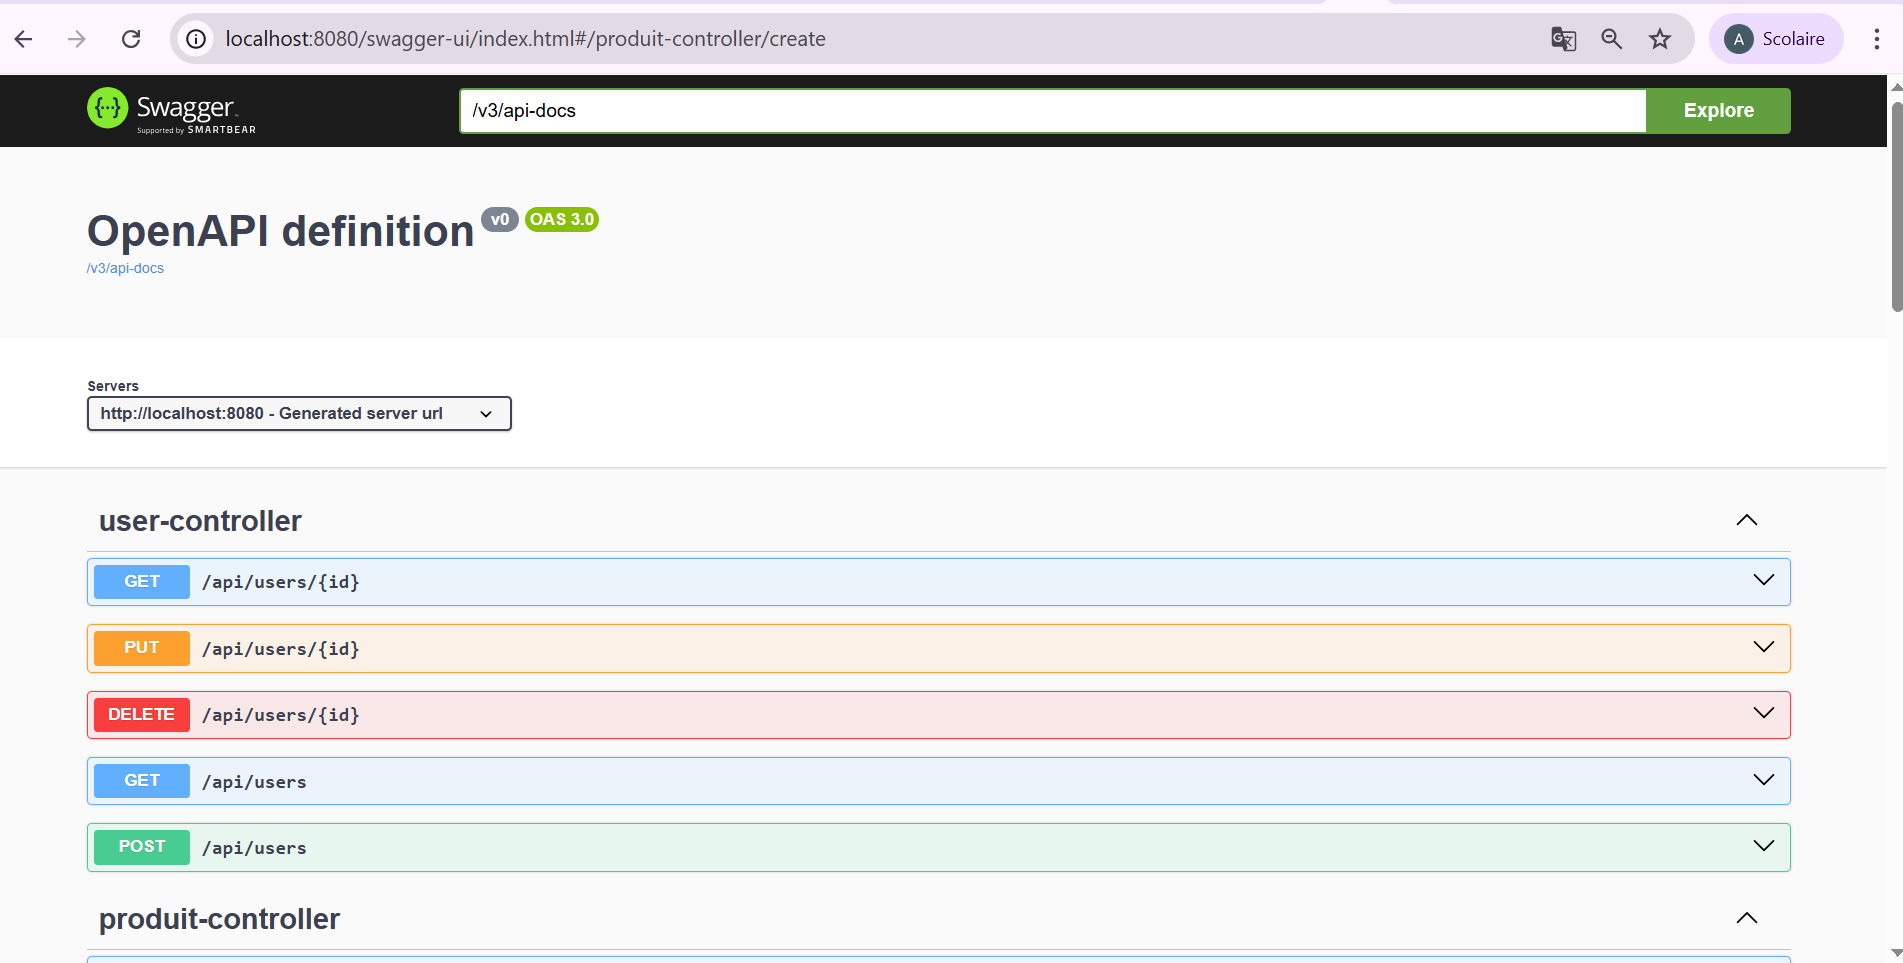 localhost:8080/swagger-ui/index.html#/produit-controller/create
A Scolaire
{···} Swagger
Supported by SMARTBEAR
/v3/api-docs
Explore
OpenAPI definition v0 OAS 3.0
/v3/api-docs
Servers
http://localhost:8080 - Generated server url
user-controller
GET /api/users/{id}
PUT /api/users/{id}
DELETE /api/users/{id}
GET /api/users
POST /api/users
produit-controller